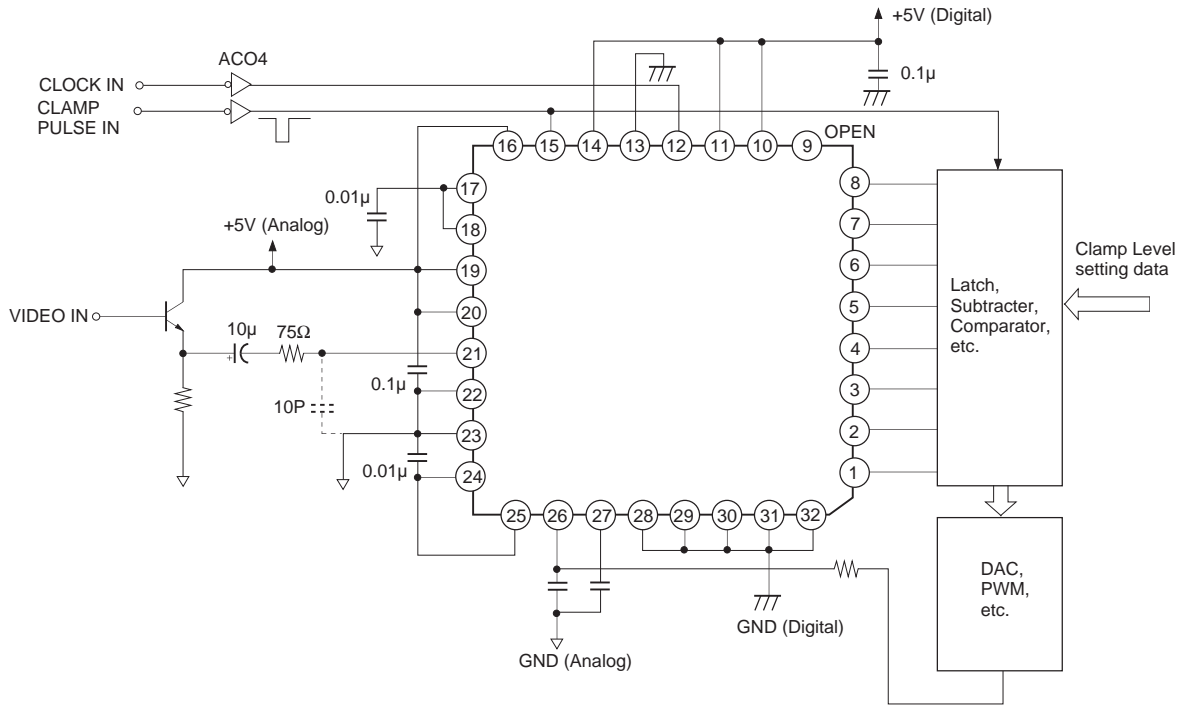 +5V (Digital)
ACO4
CLOCK IN
0.1µ
CLAMP
PULSE IN
OPEN
16
15
14
13
12
11
10
9
17
8
0.01µ
18
7
+5V (Analog)
19
6
Clamp Level
setting data
Latch,
Subtracter,
Comparator,
etc.
VIDEO IN
20
5
10µ
75Ω
21
4
0.1µ
22
3
10P
23
2
0.01µ
24
1
25
26
27
28
29
30
31
32
DAC,
PWM,
etc.
GND (Digital)
GND (Analog)